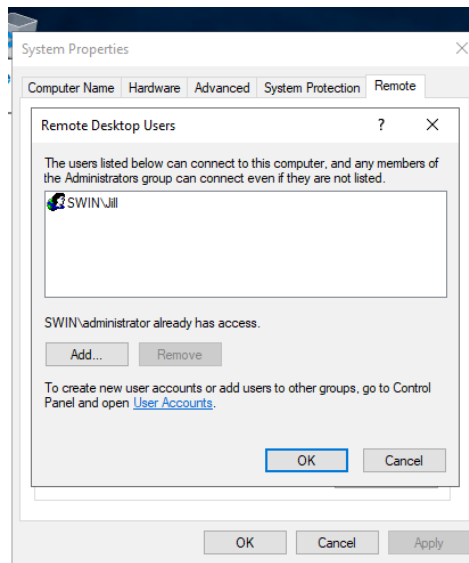 System Properties
Computer Name Hardware Advanced System Protection Remote
Remote Desktop Users ?
The users listed below can connect to this computer, and any members of
the Administrators group can connect even if they are not listed.
SWIN\Jill
SWIN\administrator already has access.
Add... Remove
To create new user accounts or add users to other groups, go to Control
Panel and open User Accounts.
OK Cancel
OK Cancel Apply